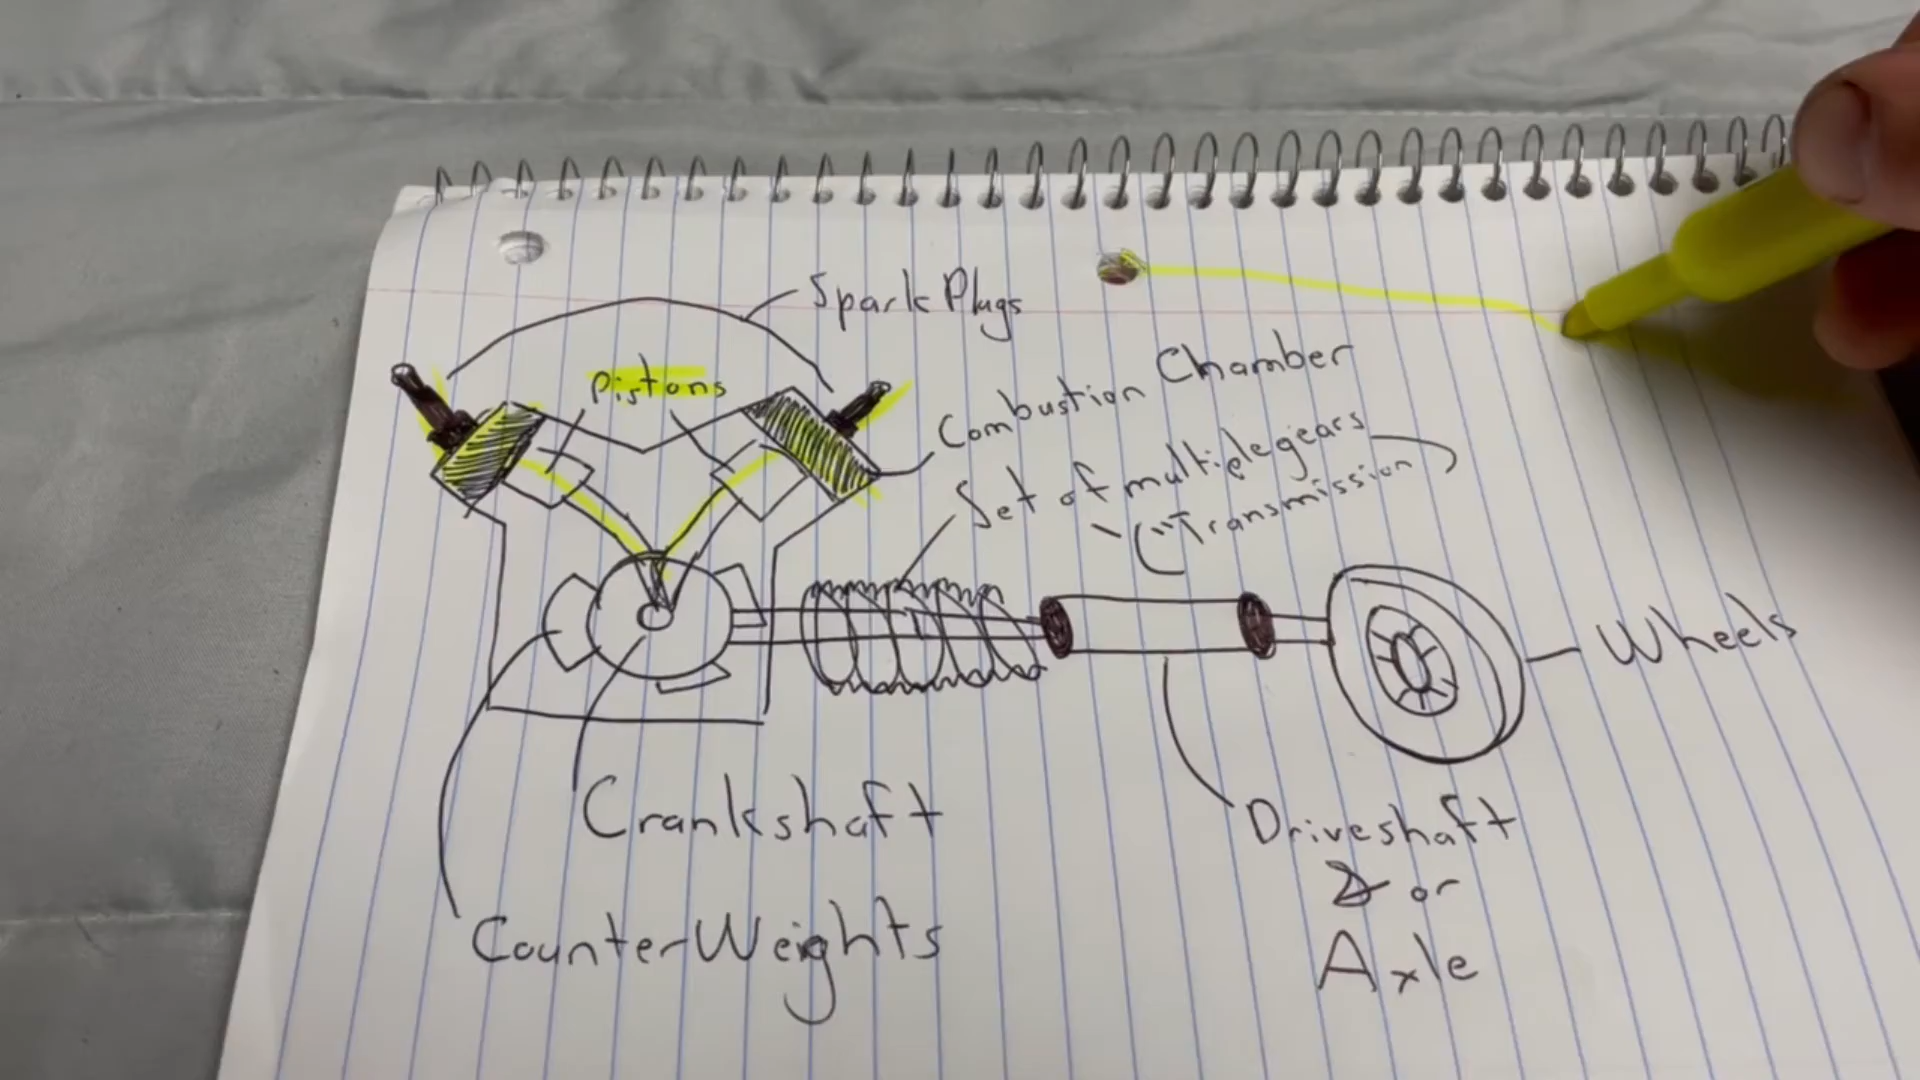 Spark Plugs
Pistons
Combustion Chamber
Set of multiple gears
("Transmission)
Wheels
Crankshaft
Driveshaft
& or
Axle
CounterWeights